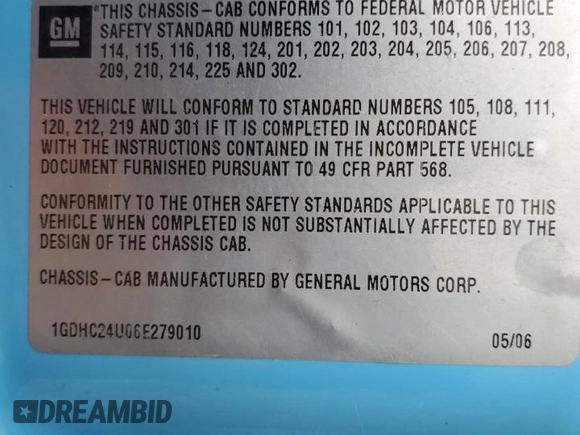 GM
*THIS CHASSIS-CAB CONFORMS TO FEDERAL MOTOR VEHICLE
SAFETY STANDARD NUMBERS 101, 102, 103, 104, 106, 113,
114, 115, 116, 118, 124, 201, 202, 203, 204, 205, 206, 207, 208,
209, 210, 214, 225 AND 302.
THIS VEHICLE WILL CONFORM TO STANDARD NUMBERS 105, 108, 111,
120, 212, 219 AND 301 IF IT IS COMPLETED IN ACCORDANCE
WITH THE INSTRUCTIONS CONTAINED IN THE INCOMPLETE VEHICLE
DOCUMENT FURNISHED PURSUANT TO 49 CFR PART 568.
CONFORMITY TO THE OTHER SAFETY STANDARDS APPLICABLE TO THIS
VEHICLE WHEN COMPLETED IS NOT SUBSTANTIALLY AFFECTED BY THE
DESIGN OF THE CHASSIS CAB.
CHASSIS-CAB MANUFACTURED BY GENERAL MOTORS CORP.
1GDHC24U06E279010
05/06
DREAMBID